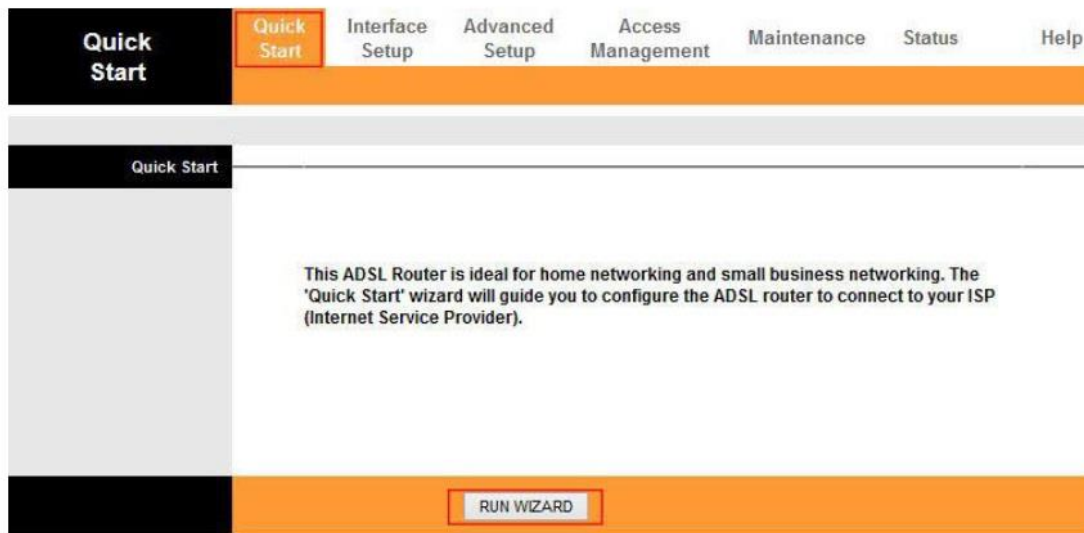 Quick
Start
Quick
Start
Interface
Setup
Advanced
Setup
Access
Management
Maintenance
Status
Help
Quick Start
This ADSL Router is ideal for home networking and small business networking. The
'Quick Start' wizard will guide you to configure the ADSL router to connect to your ISP
(Internet Service Provider).
RUN WIZARD